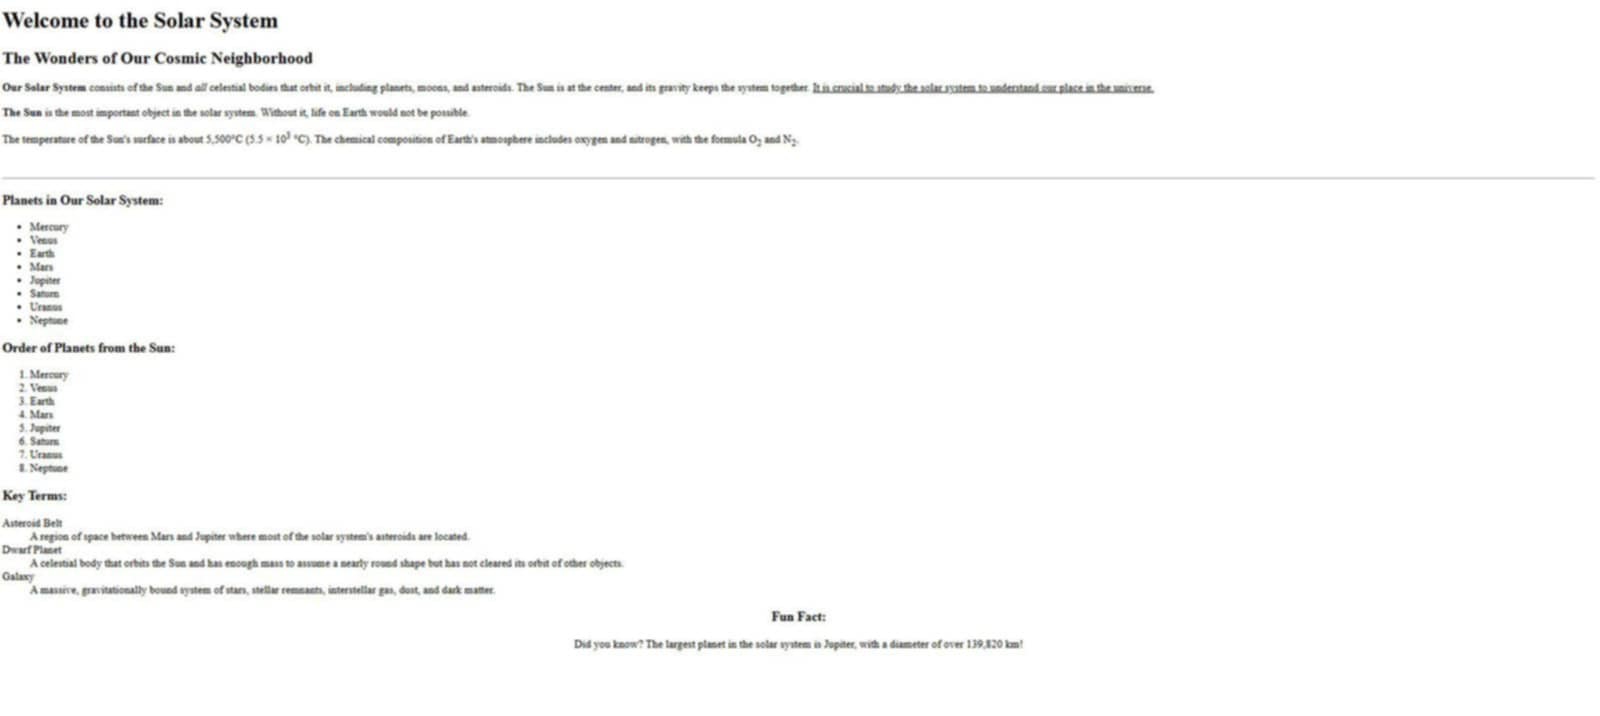 Welcome to the Solar System
The Wonders of Our Cosmic Neighborhood
Our Solar System consists of the Sun and all celestial bodies that orbit it, including planets, moons, and asteroids. The Sun is at the center, and its gravity keeps the system together. It is crucial to study the solar system to understand our place in the universe.
The Sun is the most important object in the solar system. Without it, life on Earth would not be possible.
The temperature of the Sun's surface is about 5,500°C (5.5 × 10³ °C). The chemical composition of Earth's atmosphere includes oxygen and nitrogen, with the formula O₂ and N₂.
Planets in Our Solar System:
• Mercury
• Venus
• Earth
• Mars
• Jupiter
• Saturn
• Uranus
• Neptune
Order of Planets from the Sun:
1. Mercury
2. Venus
3. Earth
4. Mars
5. Jupiter
6. Saturn
7. Uranus
8. Neptune
Key Terms:
Asteroid Belt
A region of space between Mars and Jupiter where most of the solar system's asteroids are located.
Dwarf Planet
A celestial body that orbits the Sun and has enough mass to assume a nearly round shape but has not cleared its orbit of other objects.
Galaxy
A massive, gravitationally bound system of stars, stellar remnants, interstellar gas, dust, and dark matter.
Fun Fact:
Did you know? The largest planet in the solar system is Jupiter, with a diameter of over 139,820 km!